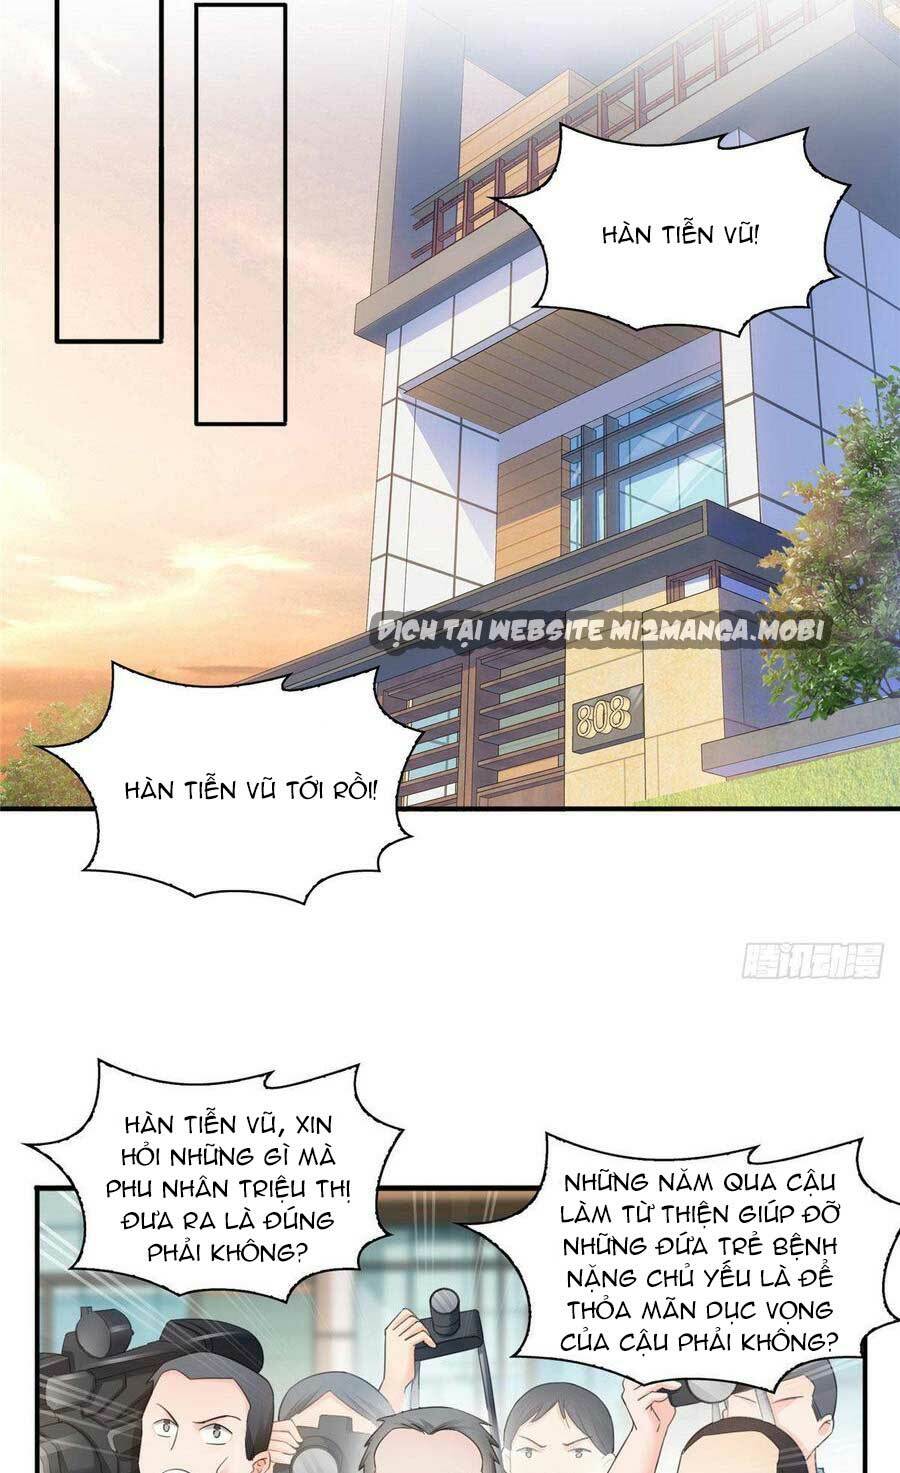 HÀN TIỄN VŨ!
DỊCH TẠI WEBSITE MI2MANGA.MOBI
808
HÀN TIỄN VŨ TỚI RỒI!
腾讯动漫
HÀN TIỄN VŨ, XIN
HỎI NHỮNG GÌ MÀ
PHU NHÂN TRIỆU THỊ
ĐƯA RA LÀ ĐÚNG
PHẢI KHÔNG?
NHỮNG NĂM QUA CẬU
LÀM TỪ THIỆN GIÚP ĐỠ
NHỮNG ĐỨA TRẺ BỆNH
NẶNG CHỦ YẾU LÀ ĐỂ
THỎA MÃN DỤC VỌNG
CỦA CẬU PHẢI KHÔNG?